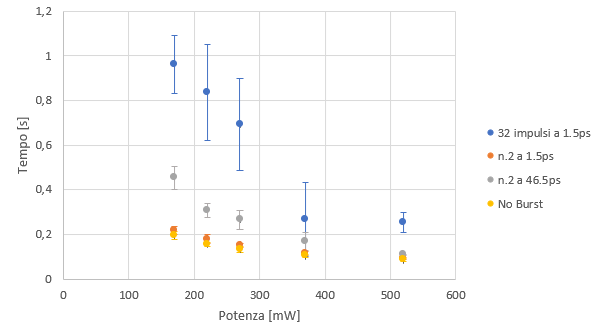 1,2
1
0,8
0,6
0,4
0,2
0
0 100 200 300 400 500 600
Tempo [s]
Potenza [mW]
32 impulsi a 1.5ps
n.2 a 1.5ps
n.2 a 46.5ps
No Burst